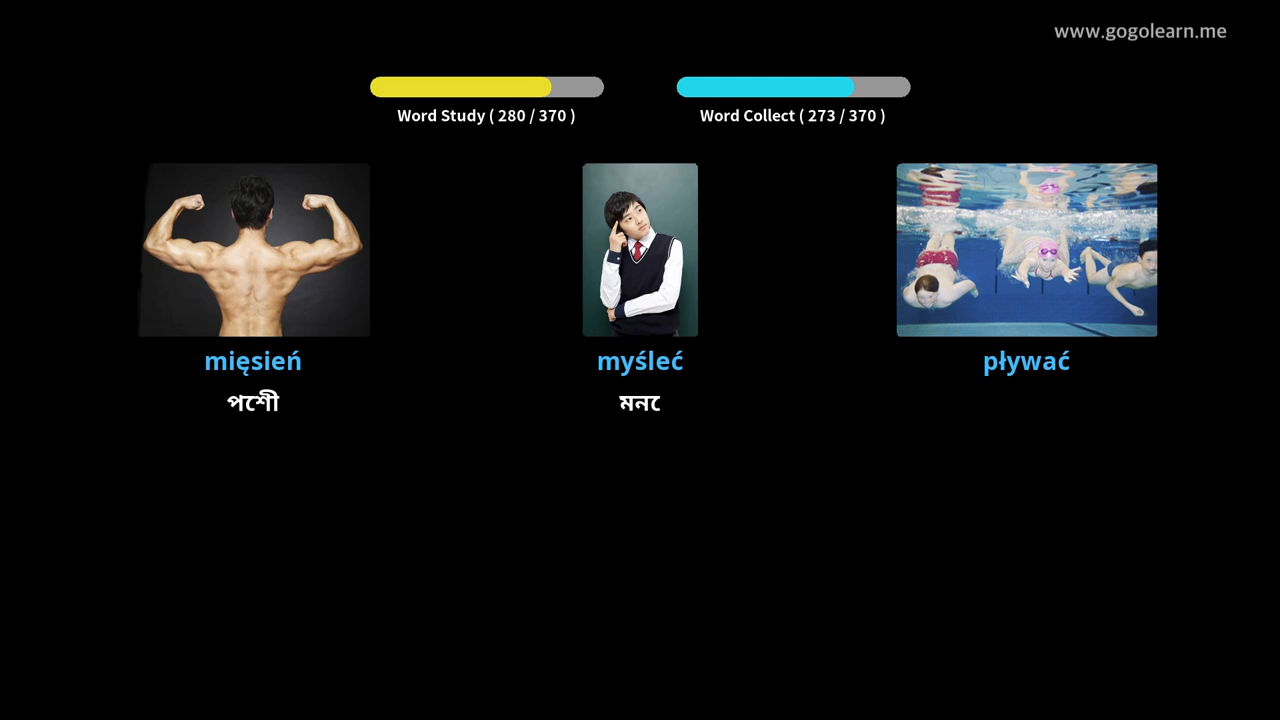 www.gogolearn.me
Word Study ( 280 / 370 )
Word Collect ( 273 / 370 )
mięsień
myśleć
pływać
পেশী
মনে